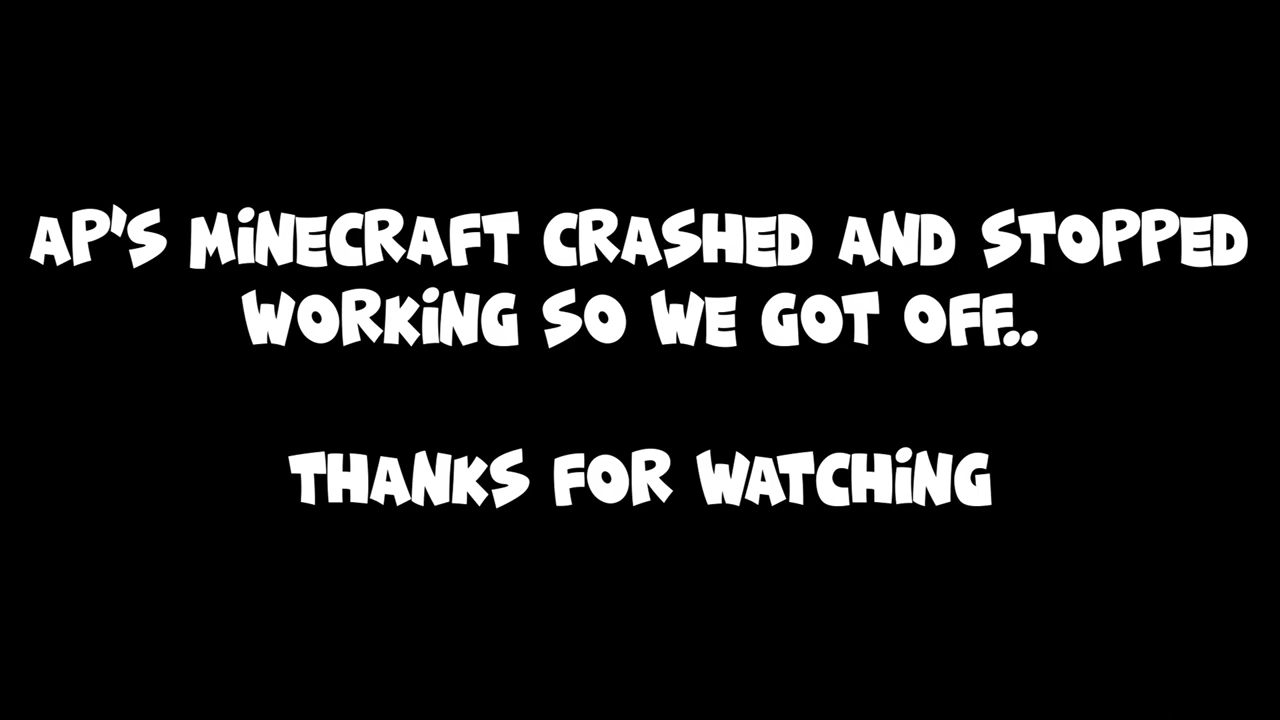 AP'S MiNECRAFT CRASHED AND STOPPED
WORKiNG SO WE GOT OFF..
THANKS FOR WATCHiNG